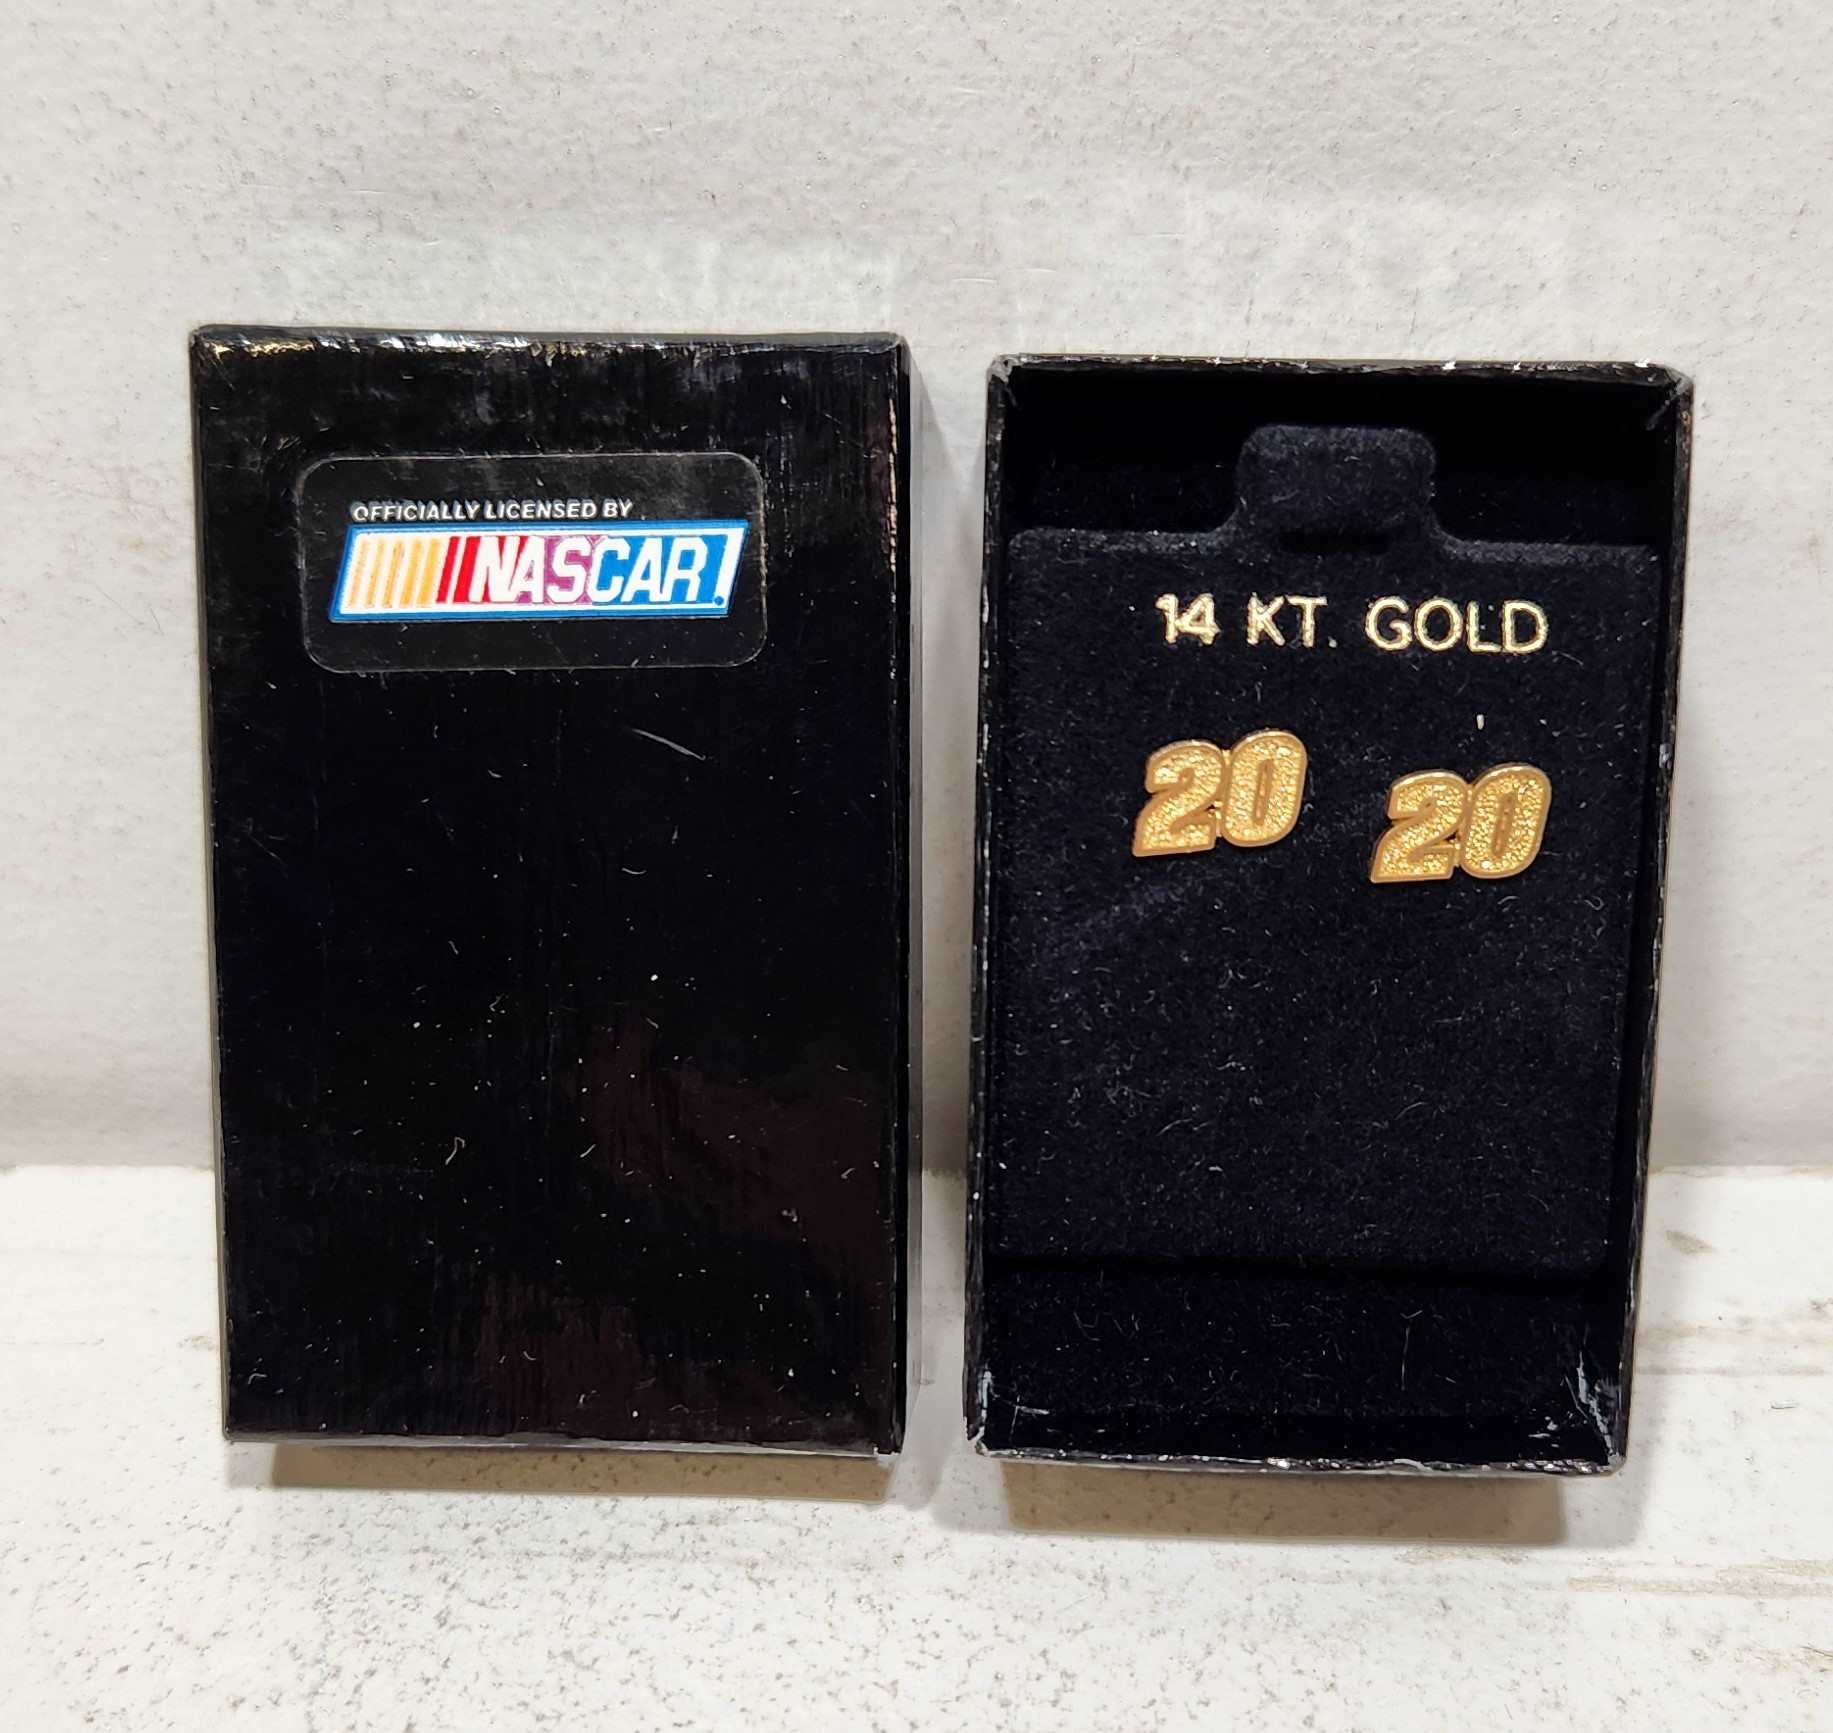 OFFICIALLY LICENSED BY
NASCAR
14 KT. GOLD
20
20